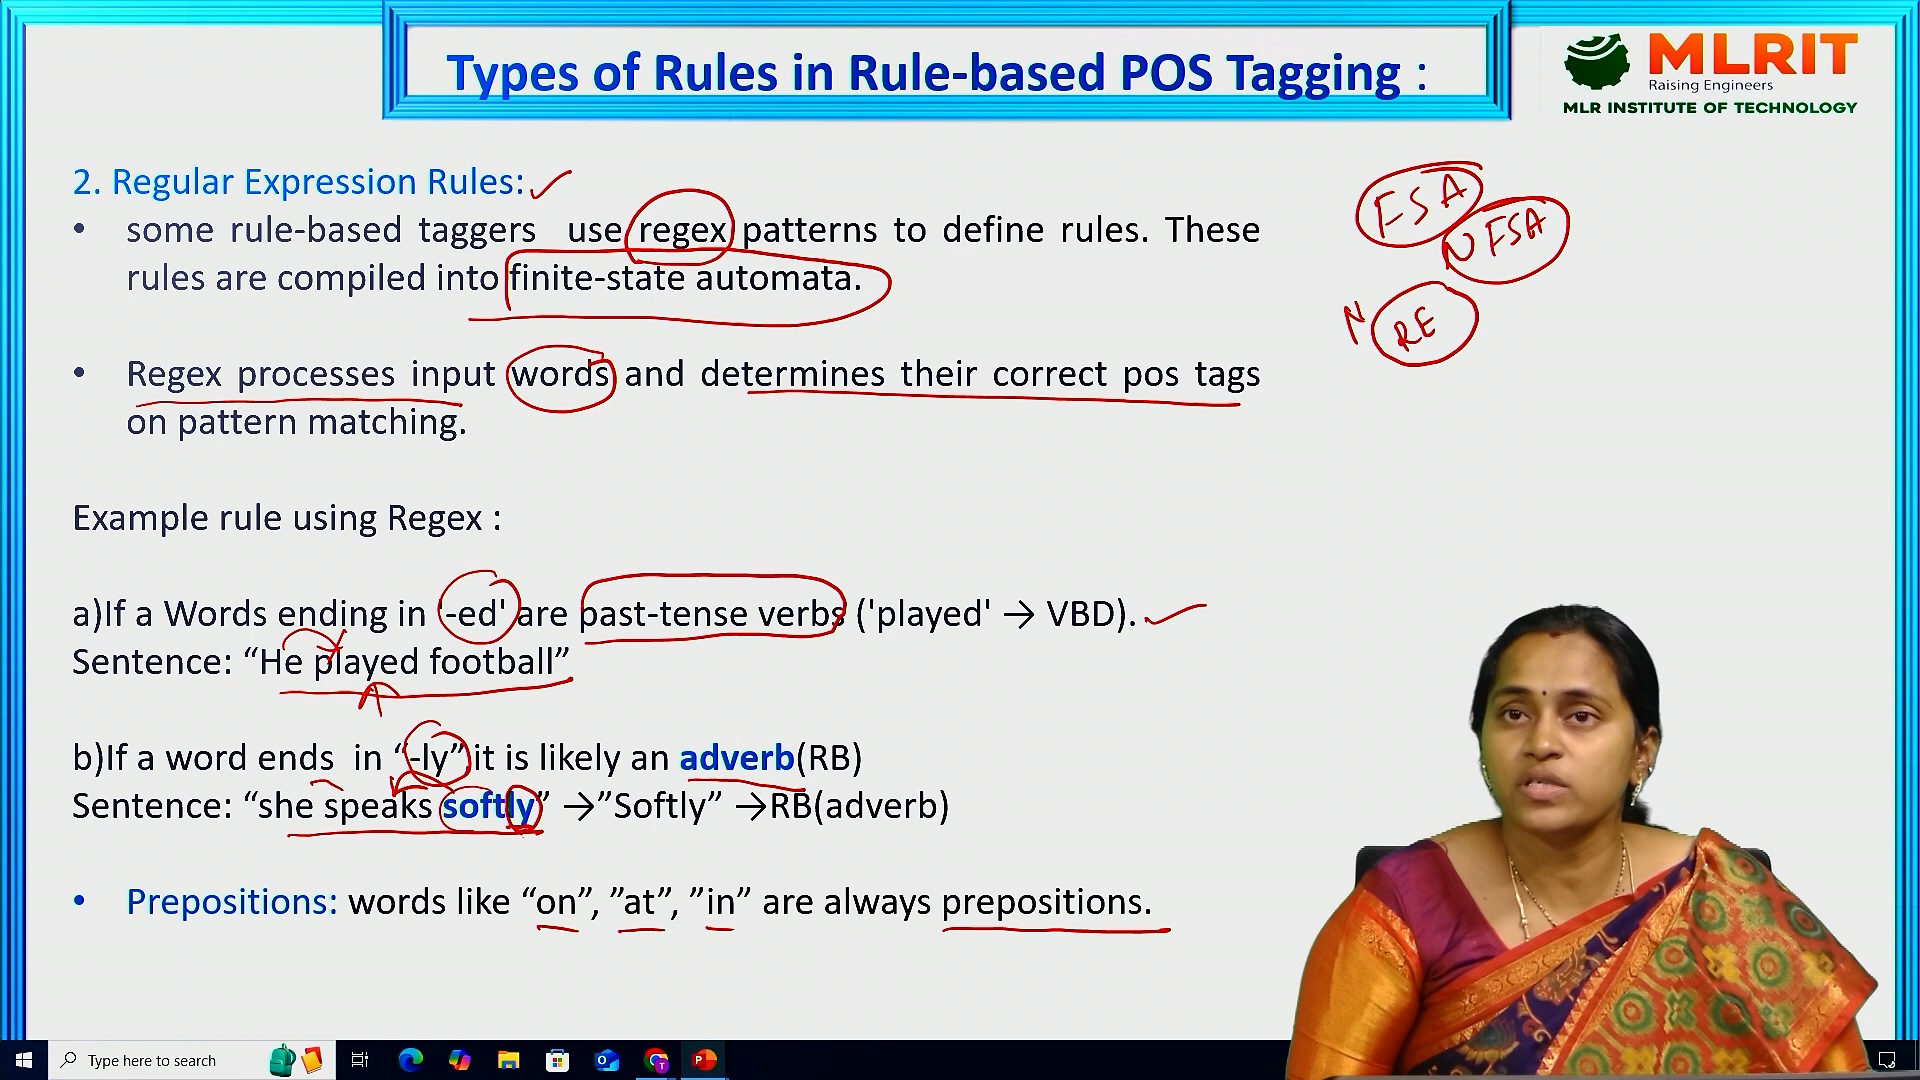 Types of Rules in Rule-based POS Tagging :
MLRIT
Raising Engineers
MLR INSTITUTE OF TECHNOLOGY
2. Regular Expression Rules:
• some rule-based taggers use regex patterns to define rules. These
rules are compiled into finite-state automata.
FSA
NFSA
N RE
• Regex processes input words and determines their correct pos tags
on pattern matching.
Example rule using Regex :
a)If a Words ending in '-ed' are past-tense verbs ('played' → VBD).
Sentence: “He played football”
b)If a word ends in “-ly” it is likely an adverb(RB)
Sentence: “she speaks softly” →”Softly” →RB(adverb)
• Prepositions: words like “on”, ”at”, ”in” are always prepositions.
Type here to search